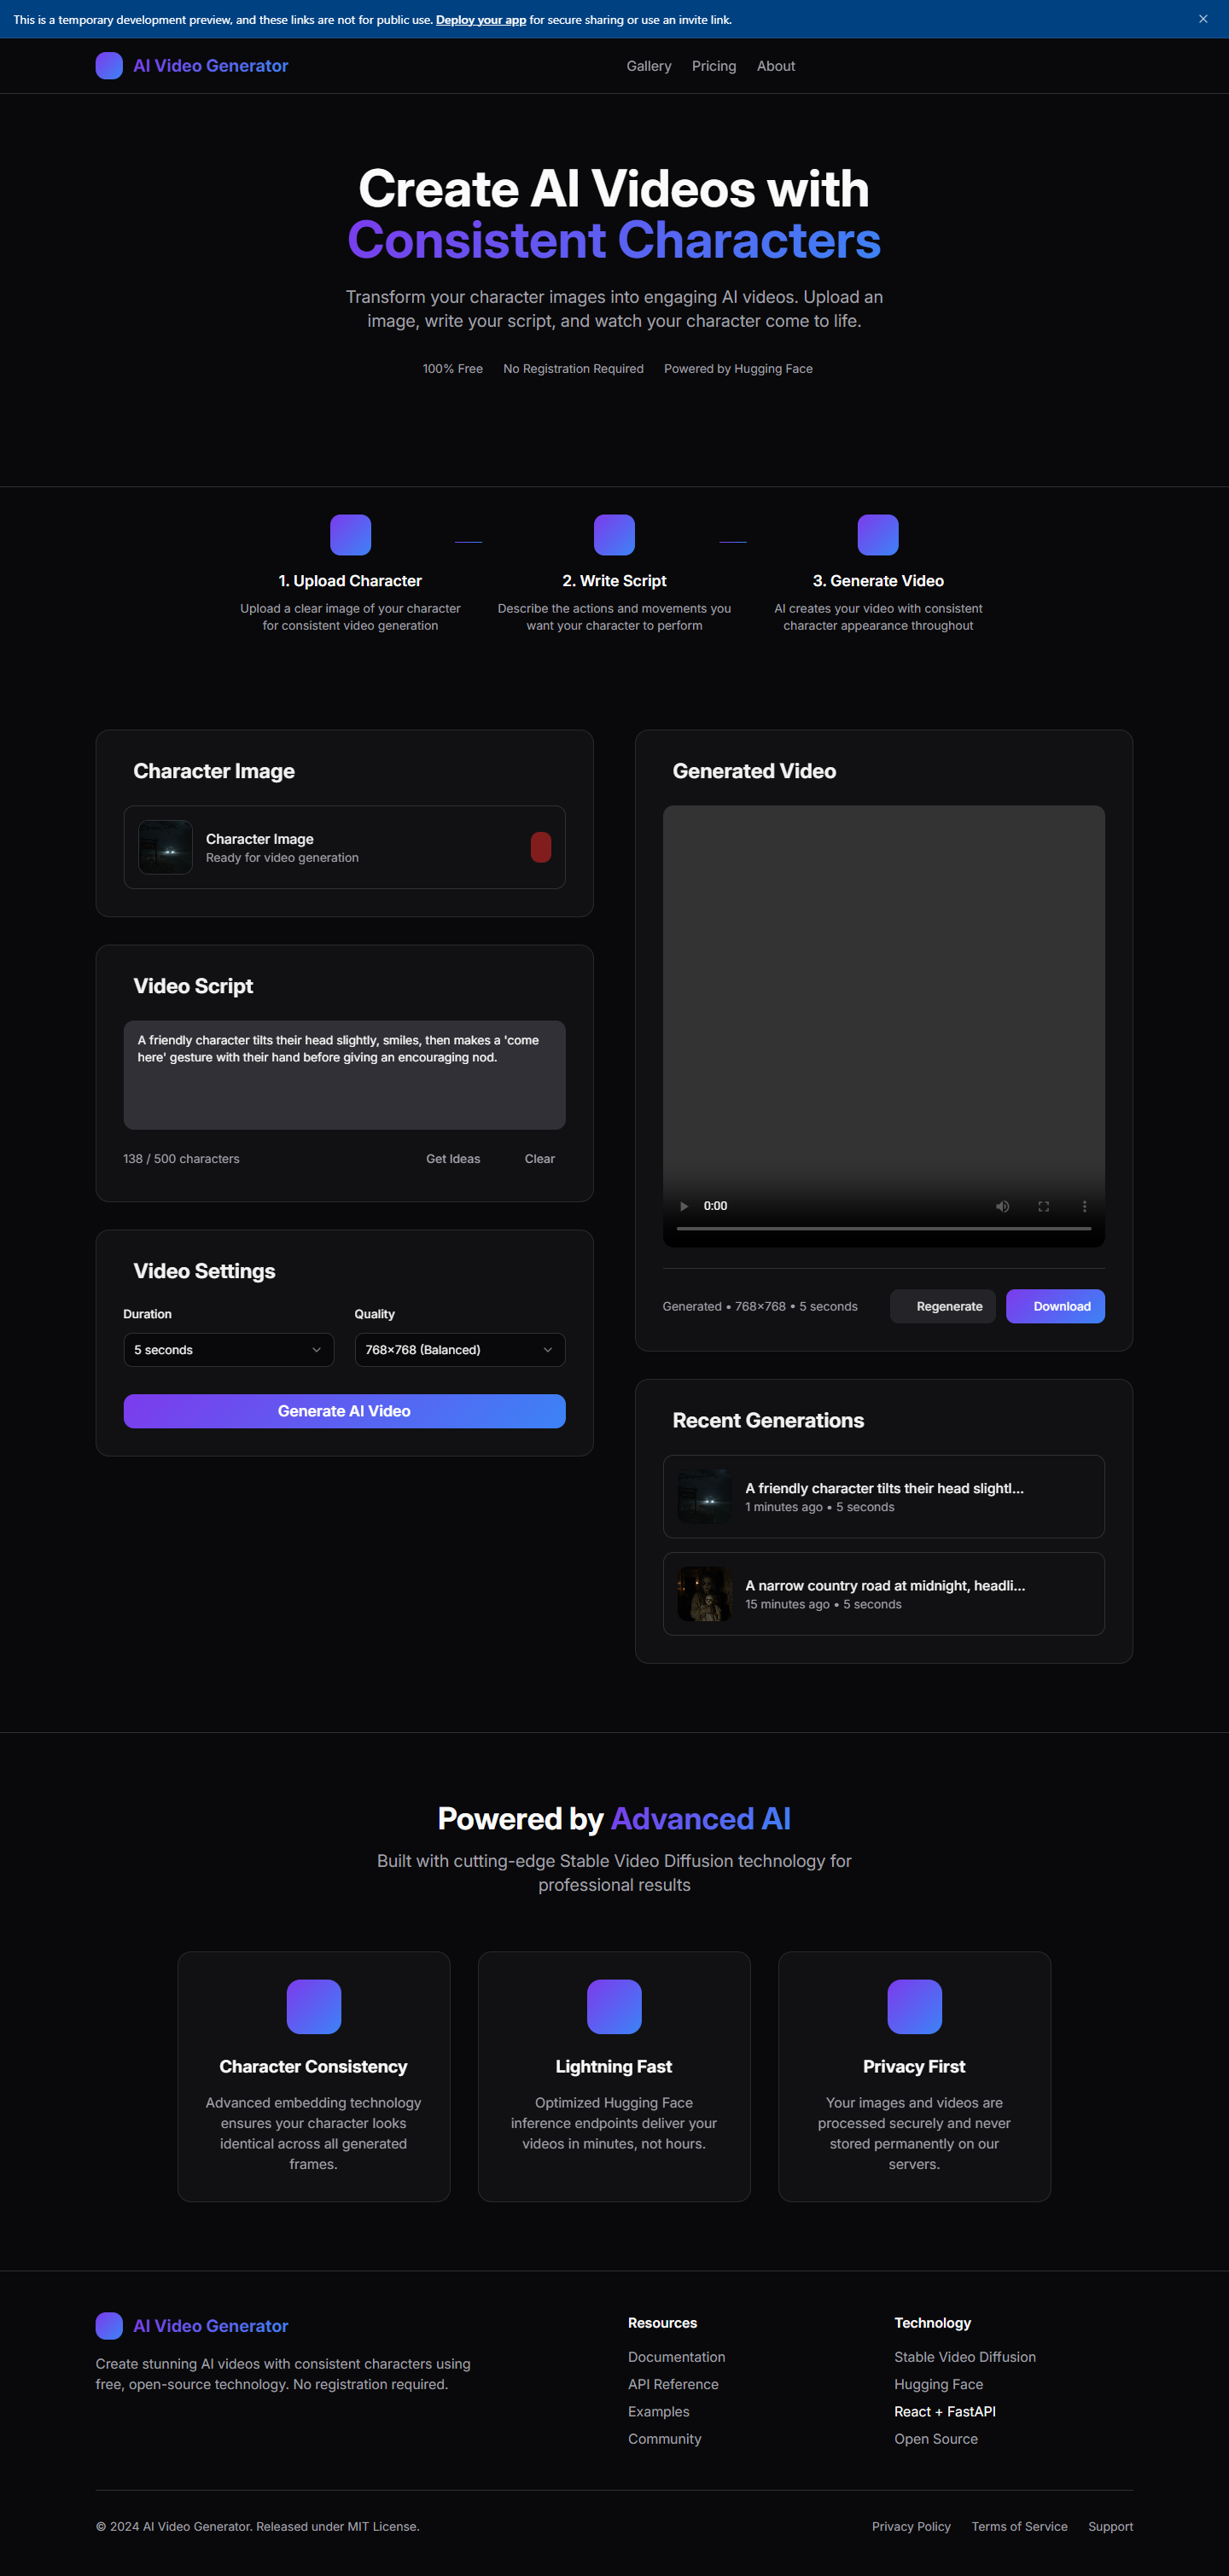 This is a temporary development preview, and these links are not for public use. Deploy your app for secure sharing or use an invite link.
AI Video Generator
Gallery Pricing About
Create AI Videos with
Consistent Characters
Transform your character images into engaging AI videos. Upload an
image, write your script, and watch your character come to life.
100% Free No Registration Required Powered by Hugging Face
1. Upload Character
Upload a clear image of your character
for consistent video generation
2. Write Script
Describe the actions and movements you
want your character to perform
3. Generate Video
AI creates your video with consistent
character appearance throughout
Character Image
Character Image
Ready for video generation
Video Script
A friendly character tilts their head slightly, smiles, then makes a 'come
here' gesture with their hand before giving an encouraging nod.
138 / 500 characters Get Ideas Clear
Video Settings
Duration Quality
5 seconds 768×768 (Balanced)
Generate AI Video
Generated Video
0:00
Generated • 768×768 • 5 seconds Regenerate Download
Recent Generations
A friendly character tilts their head slightl...
1 minutes ago • 5 seconds
A narrow country road at midnight, headli...
15 minutes ago • 5 seconds
Powered by Advanced AI
Built with cutting-edge Stable Video Diffusion technology for
professional results
Character Consistency
Advanced embedding technology
ensures your character looks
identical across all generated
frames.
Lightning Fast
Optimized Hugging Face
inference endpoints deliver your
videos in minutes, not hours.
Privacy First
Your images and videos are
processed securely and never
stored permanently on our
servers.
AI Video Generator
Create stunning AI videos with consistent characters using
free, open-source technology. No registration required.
Resources
Documentation
API Reference
Examples
Community
Technology
Stable Video Diffusion
Hugging Face
React + FastAPI
Open Source
© 2024 AI Video Generator. Released under MIT License.
Privacy Policy Terms of Service Support